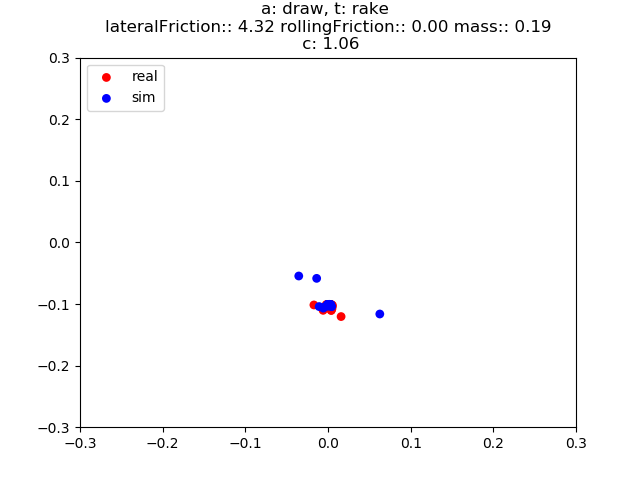 a: draw, t: rake
lateralFriction:: 4.32 rollingFriction:: 0.00 mass:: 0.19
c: 1.06
real
sim
0.3
0.2
0.1
0.0
−0.1
−0.2
−0.3
−0.3 −0.2 −0.1 0.0 0.1 0.2 0.3